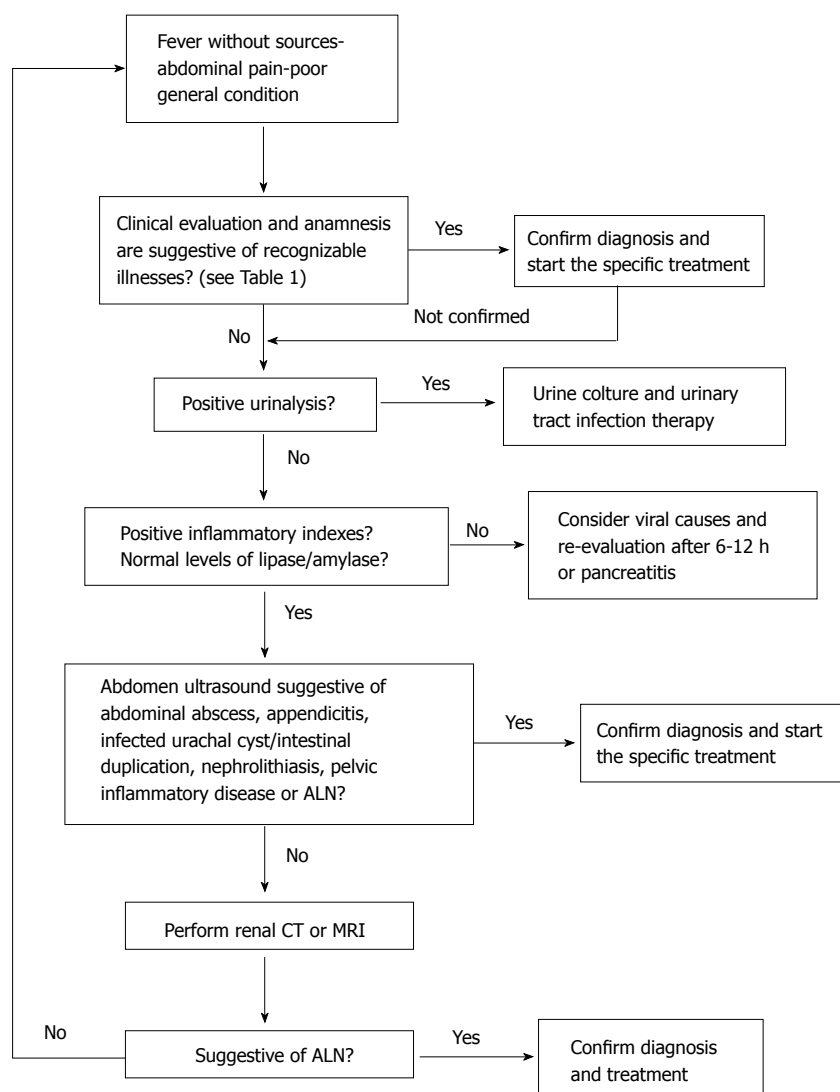 Fever without sources-
abdominal pain-poor
general condition
Clinical evaluation and anamnesis
are suggestive of recognizable
illnesses? (see Table 1)
Yes
Confirm diagnosis and
start the specific treatment
Not confirmed
No
Positive urinalysis?
Yes
Urine colture and urinary
tract infection therapy
No
Positive inflammatory indexes?
Normal levels of lipase/amylase?
No
Consider viral causes and
re-evaluation after 6-12 h
or pancreatitis
Yes
Abdomen ultrasound suggestive of
abdominal abscess, appendicitis,
infected urachal cyst/intestinal
duplication, nephrolithiasis, pelvic
inflammatory disease or ALN?
Yes
Confirm diagnosis and start
the specific treatment
No
Perform renal CT or MRI
No
Suggestive of ALN?
Yes
Confirm diagnosis
and treatment